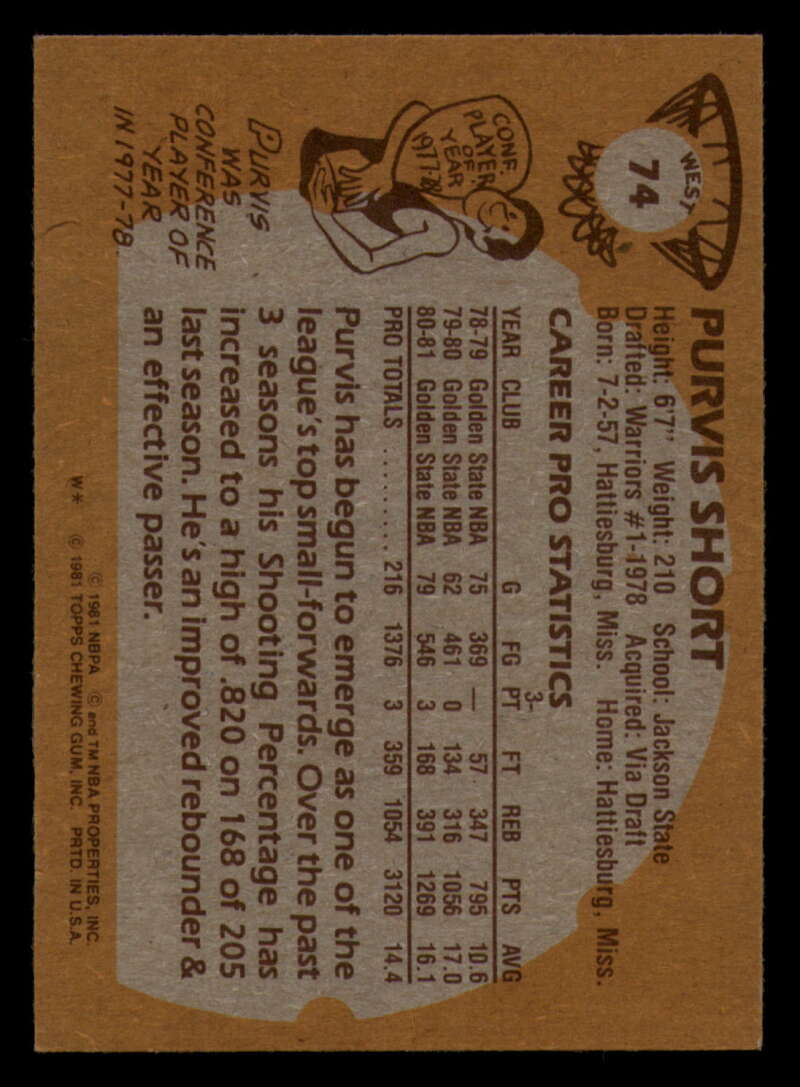 WEST
74
PURVIS SHORT
Height: 6'7" Weight: 210 School: Jackson State
Drafted: Warriors #1-1978 Acquired: Via Draft
Born: 7-2-57, Hattiesburg, Miss. Home: Hattiesburg, Miss.
CAREER PRO STATISTICS
YEAR CLUB G FG 3-PT FT REB PTS AVG
78-79 Golden State NBA 75 369 — 57 347 795 10.6
79-80 Golden State NBA 62 461 0 134 316 1056 17.0
80-81 Golden State NBA 79 546 3 168 391 1269 16.1
PRO TOTALS .......... 216 1376 3 359 1054 3120 14.4
CONF.
PLAYER
OF
YEAR
1977-78
PURVIS
WAS
CONFERENCE
PLAYER OF
YEAR
IN 1977-78.
Purvis has begun to emerge as one of the
league's top small-forwards. Over the past
3 seasons his Shooting Percentage has
increased to a high of .820 on 168 of 205
last season. He's an improved rebounder &
an effective passer.
© 1981 NBPA © and TM NBA PROPERTIES, INC.
W* © 1981 TOPPS CHEWING GUM, INC. PRTD. IN U.S.A.